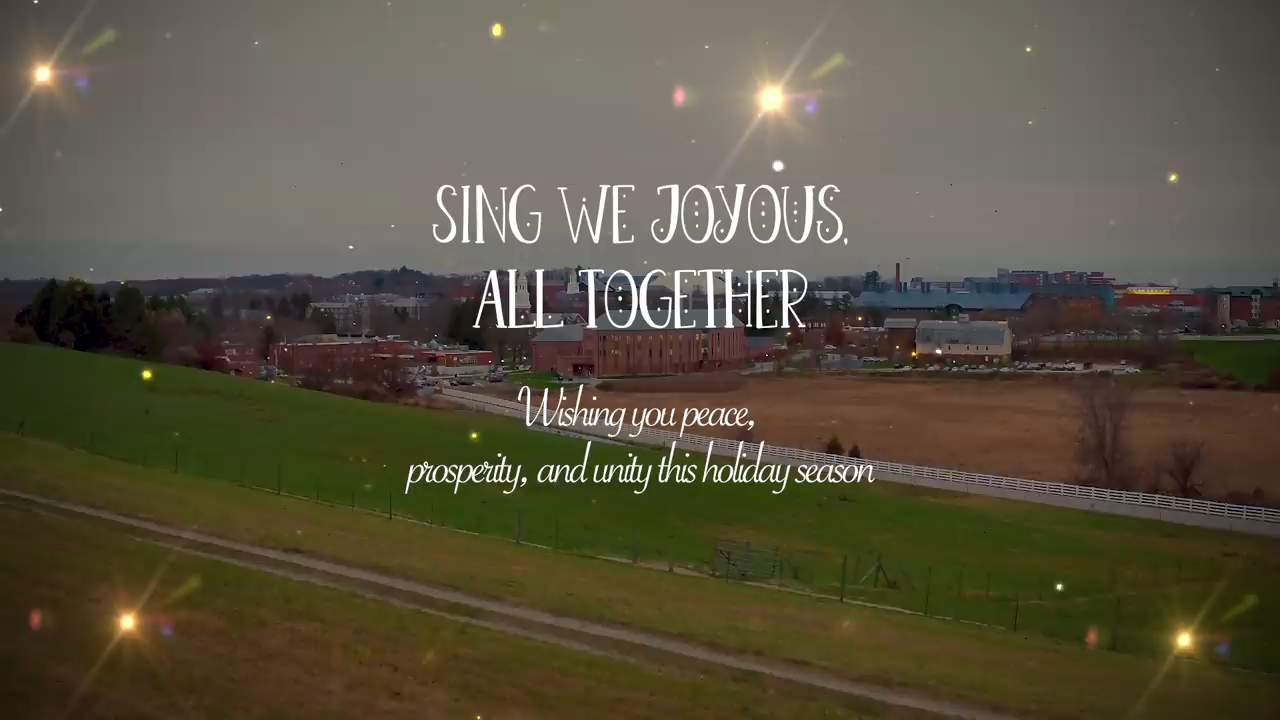 SING WE JOYOUS,
ALL TOGETHER
Wishing you peace,
prosperity, and unity this holiday season